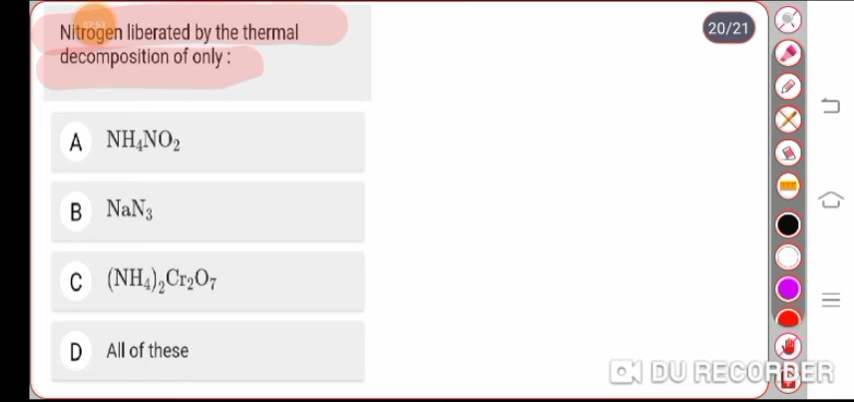 Nitrogen liberated by the thermal
decomposition of only :
20/21
A NH₄NO₂
B NaN₃
C (NH₄)₂Cr₂O₇
D All of these
DU RECORDER